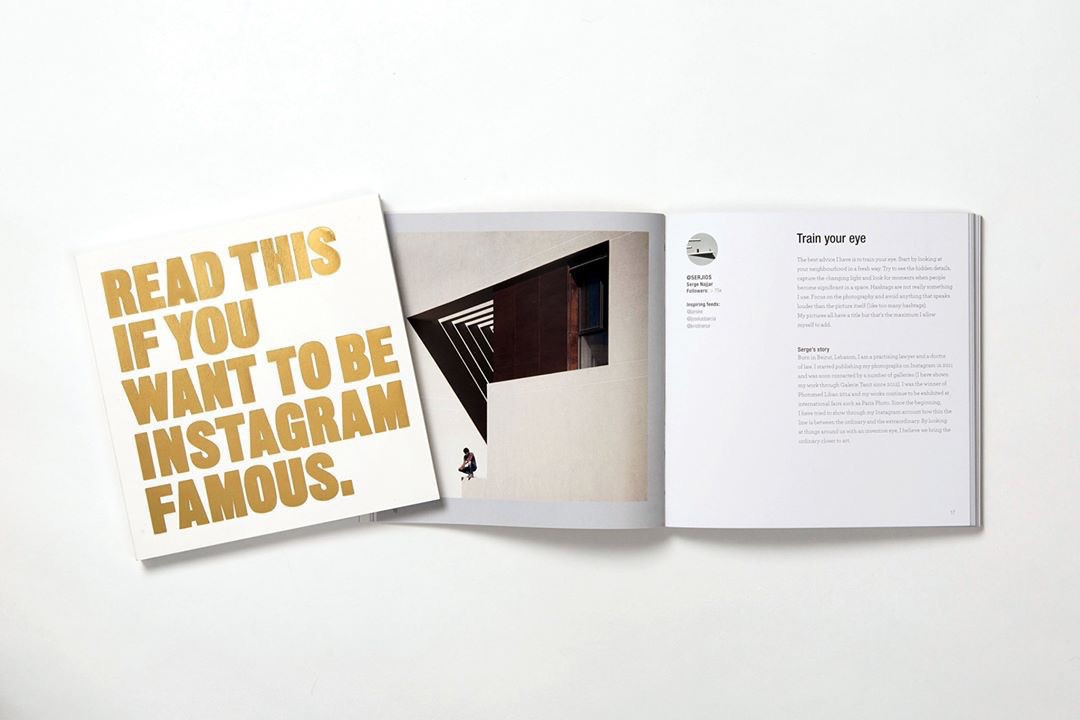 READ THIS
IF YOU
WANT TO BE
INSTAGRAM
FAMOUS.
@SERJIOS
Serge Najjar
Followers:
Inspiring feeds:
Train your eye
The best advice I have is to train your eye. Start by looking at
your neighbourhood in a fresh way. Try to see the hidden details,
capture the changing light and look for moments when people
become significant in a space. Hashtags are not really something
I use. Focus on the photography and avoid anything that speaks
louder than the picture itself (like too many hashtags).
My pictures all have a title but that's the maximum I allow
myself to add.
Serge's story
Born in Beirut, Lebanon, I am a practising lawyer and a doctor
of law. I started publishing my photographs on Instagram in 2011
and was soon contacted by a number of galleries (I have shown
my work through Galerie Tanit since 2012). I was the winner of
Photomed Liban 2014 and my works continue to be exhibited at
international fairs such as Paris Photo. Since the beginning,
I have tried to show through my Instagram account how thin the
line is between the ordinary and the extraordinary. By looking
at things around us with an inventive eye, I believe we bring the
ordinary closer to art.
17